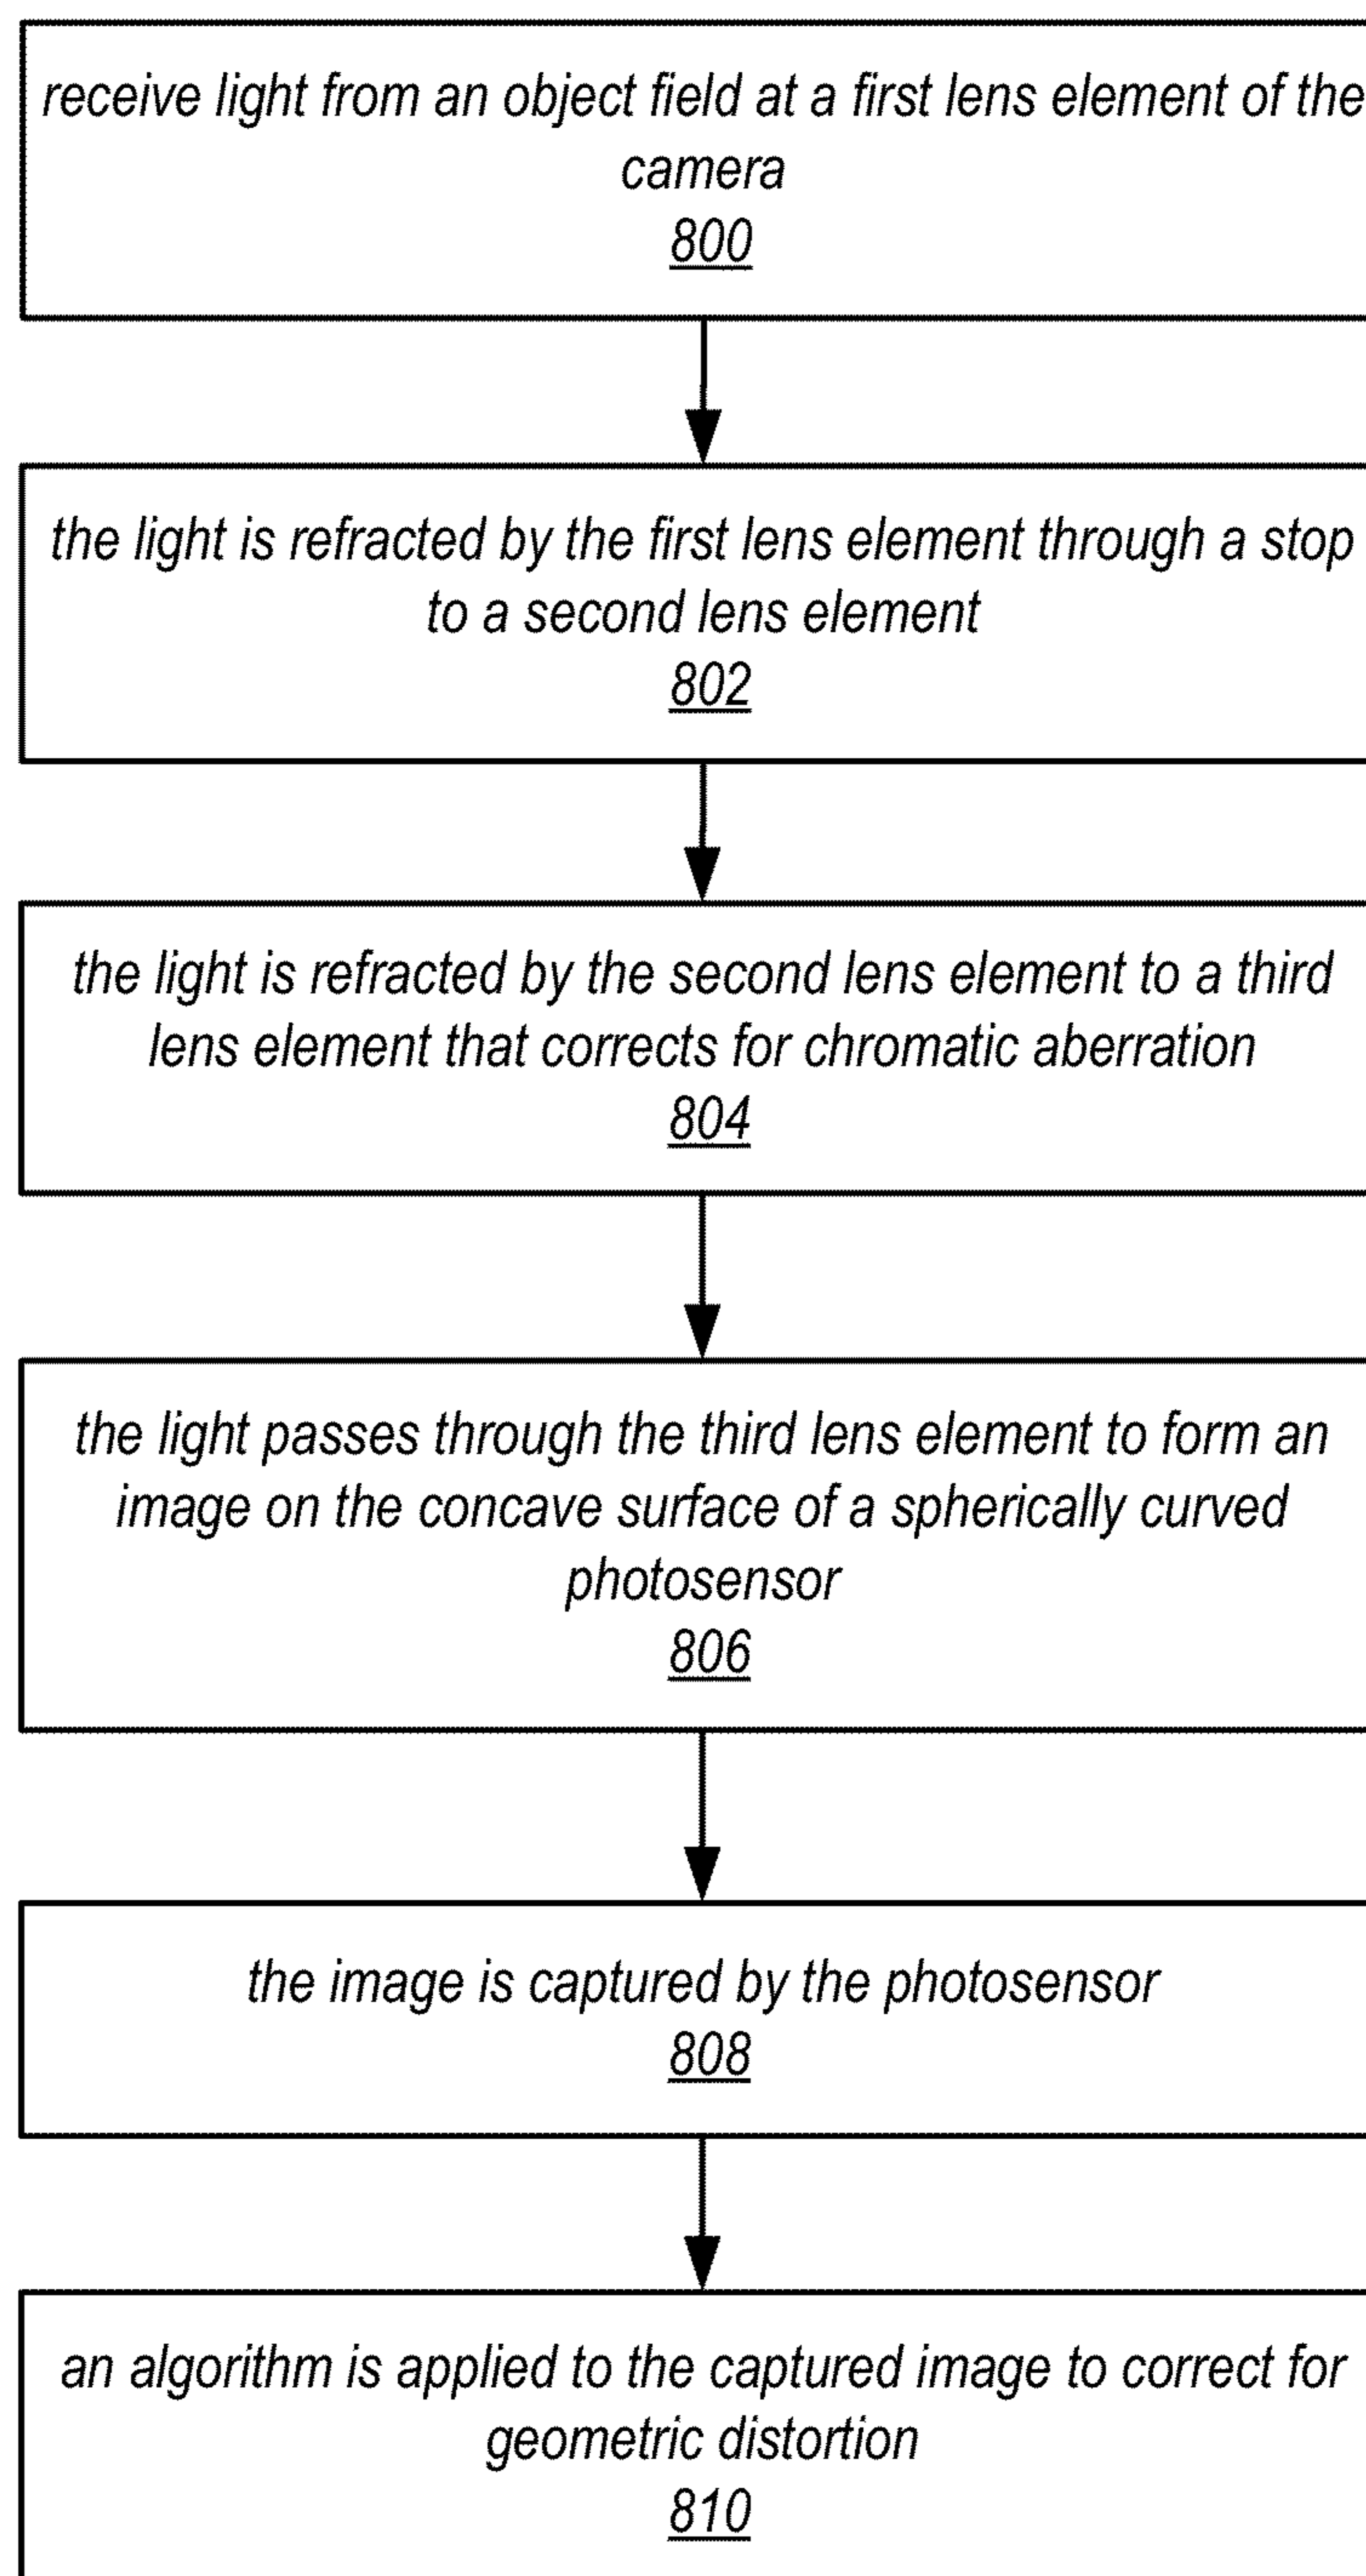 receive light from an object field at a first lens element of the
camera
800
the light is refracted by the first lens element through a stop
to a second lens element
802
the light is refracted by the second lens element to a third
lens element that corrects for chromatic aberration
804
the light passes through the third lens element to form an
image on the concave surface of a spherically curved
photosensor
806
the image is captured by the photosensor
808
an algorithm is applied to the captured image to correct for
geometric distortion
810